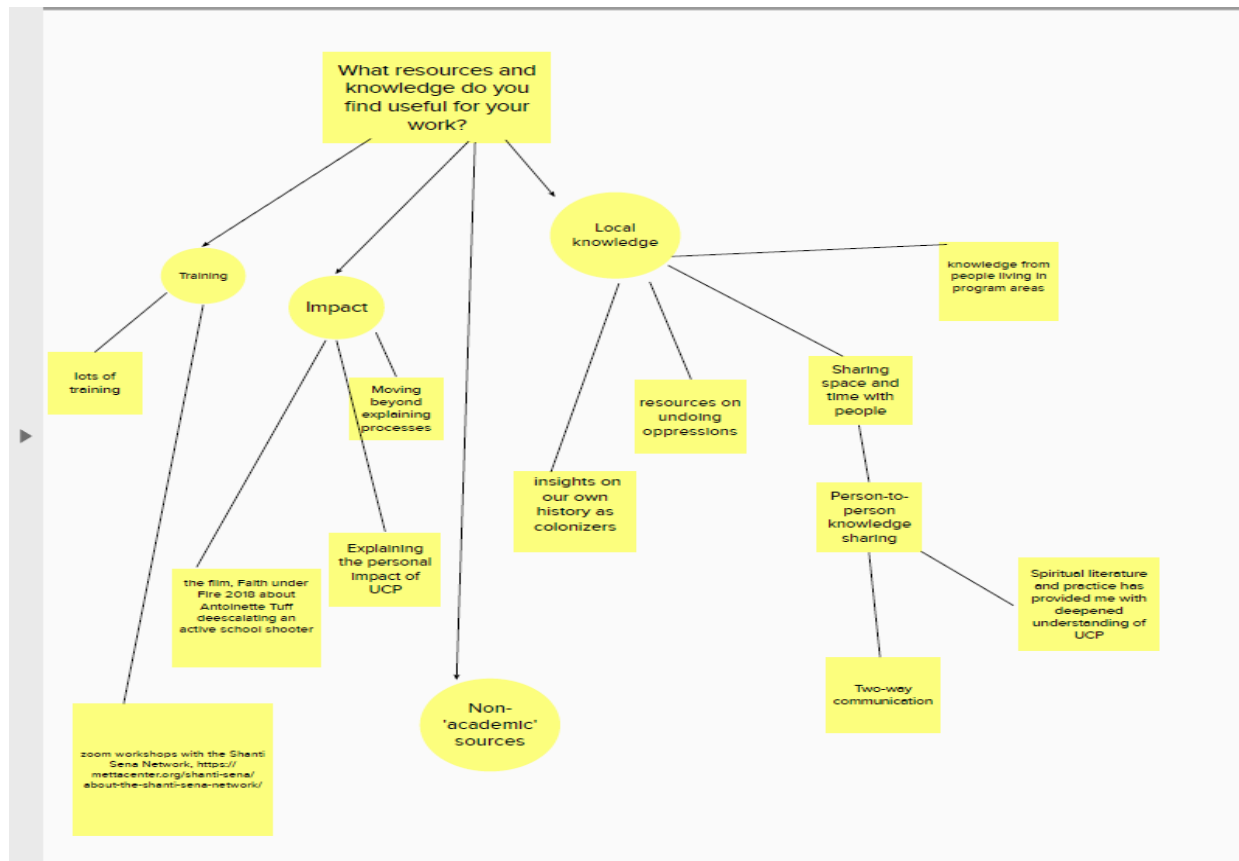 What resources and
knowledge do you
find useful for your
work?
Local
knowledge
Training
Impact
knowledge from
people living in
program areas
lots of
training
Moving
beyond
explaining
processes
resources on
undoing
oppressions
Sharing
space and
time with
people
insights on
our own
history as
colonizers
Person-to-
person
knowledge
sharing
Explaining
the personal
impact of
UCP
the film, Faith under
Fire 2018 about
Antoinette Tuff
deescalating an
active school shooter
Spiritual literature
and practice has
provided me with
deepened
understanding of
UCP
Two-way
communication
Non-
'academic'
sources
zoom workshops with the Shanti
Sena Network, https://
mettacenter.org/shanti-sena/
about-the-shanti-sena-network/